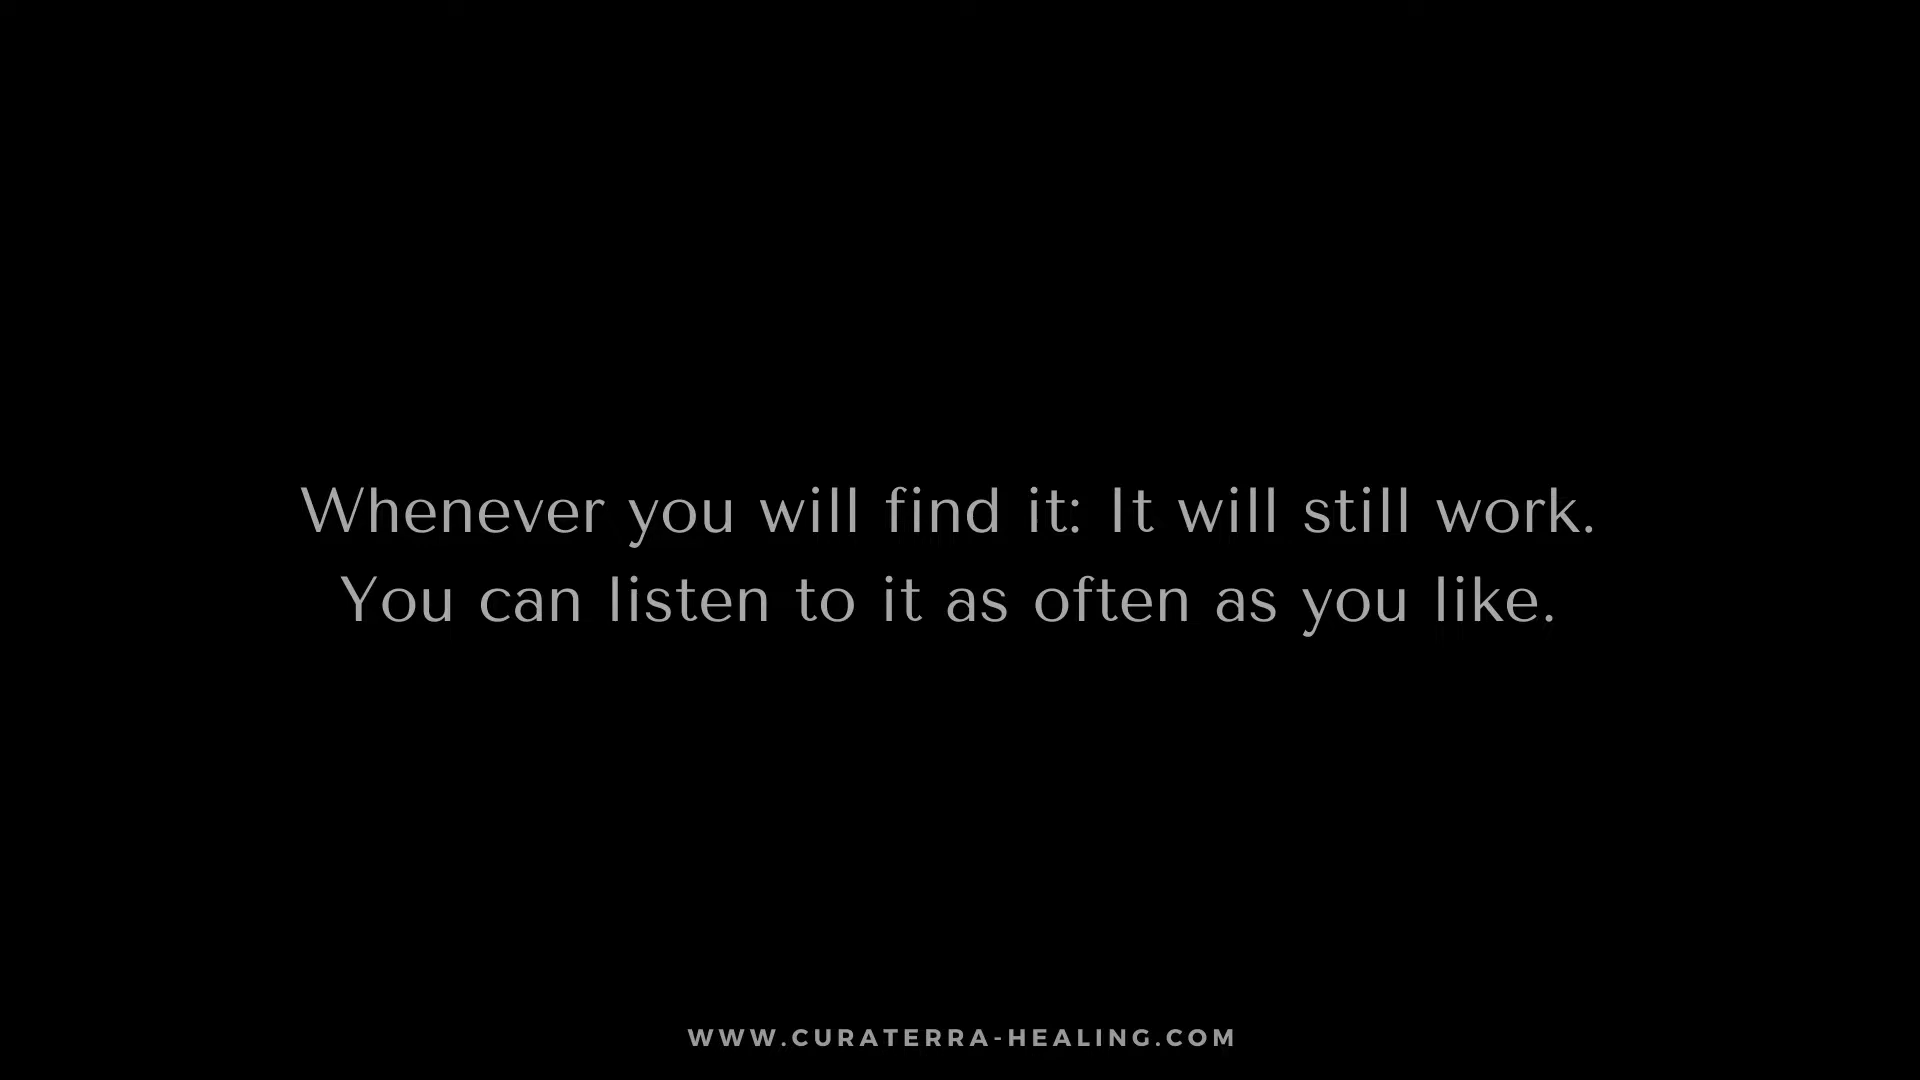 Whenever you will find it: It will still work.
You can listen to it as often as you like.
WWW.CURATERRA-HEALING.COM